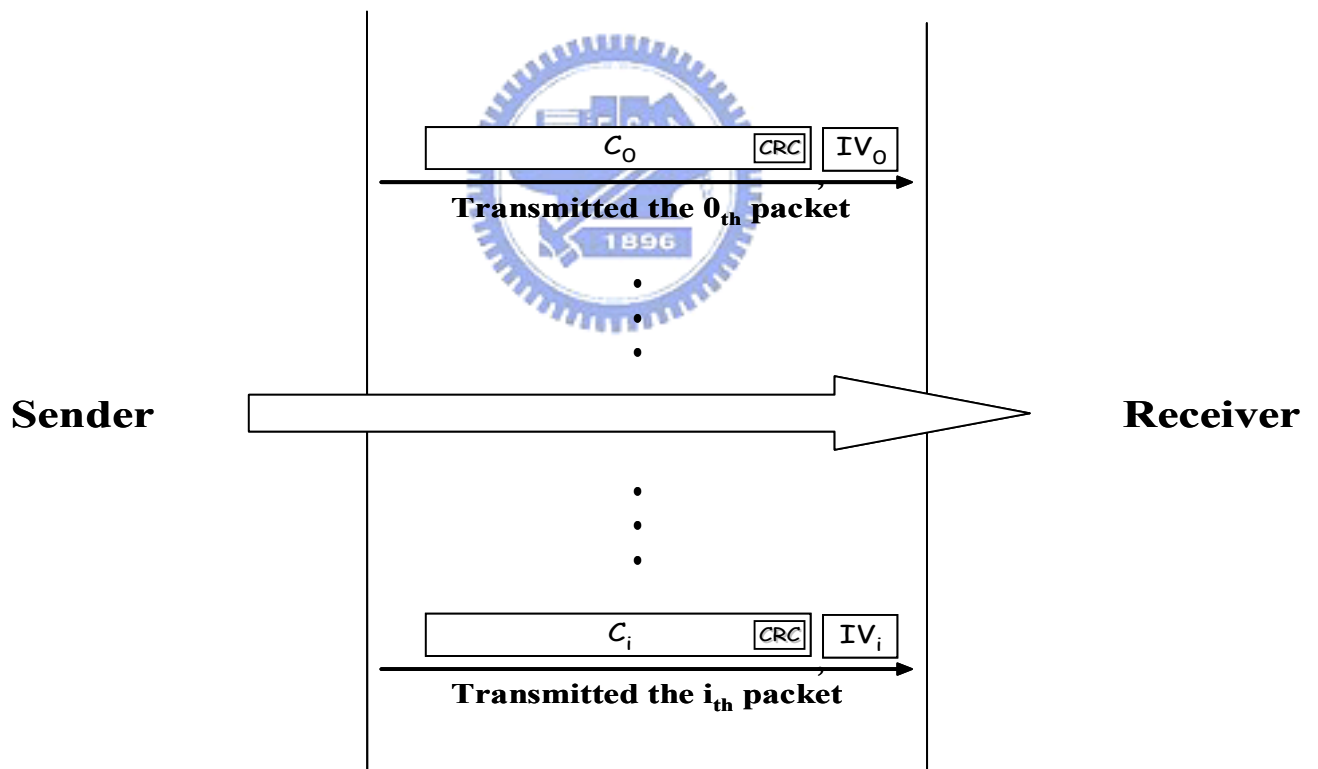 C₀ CRC IV₀
Transmitted the 0th packet
1896
Sender
Receiver
Cᵢ CRC IVᵢ
Transmitted the ith packet